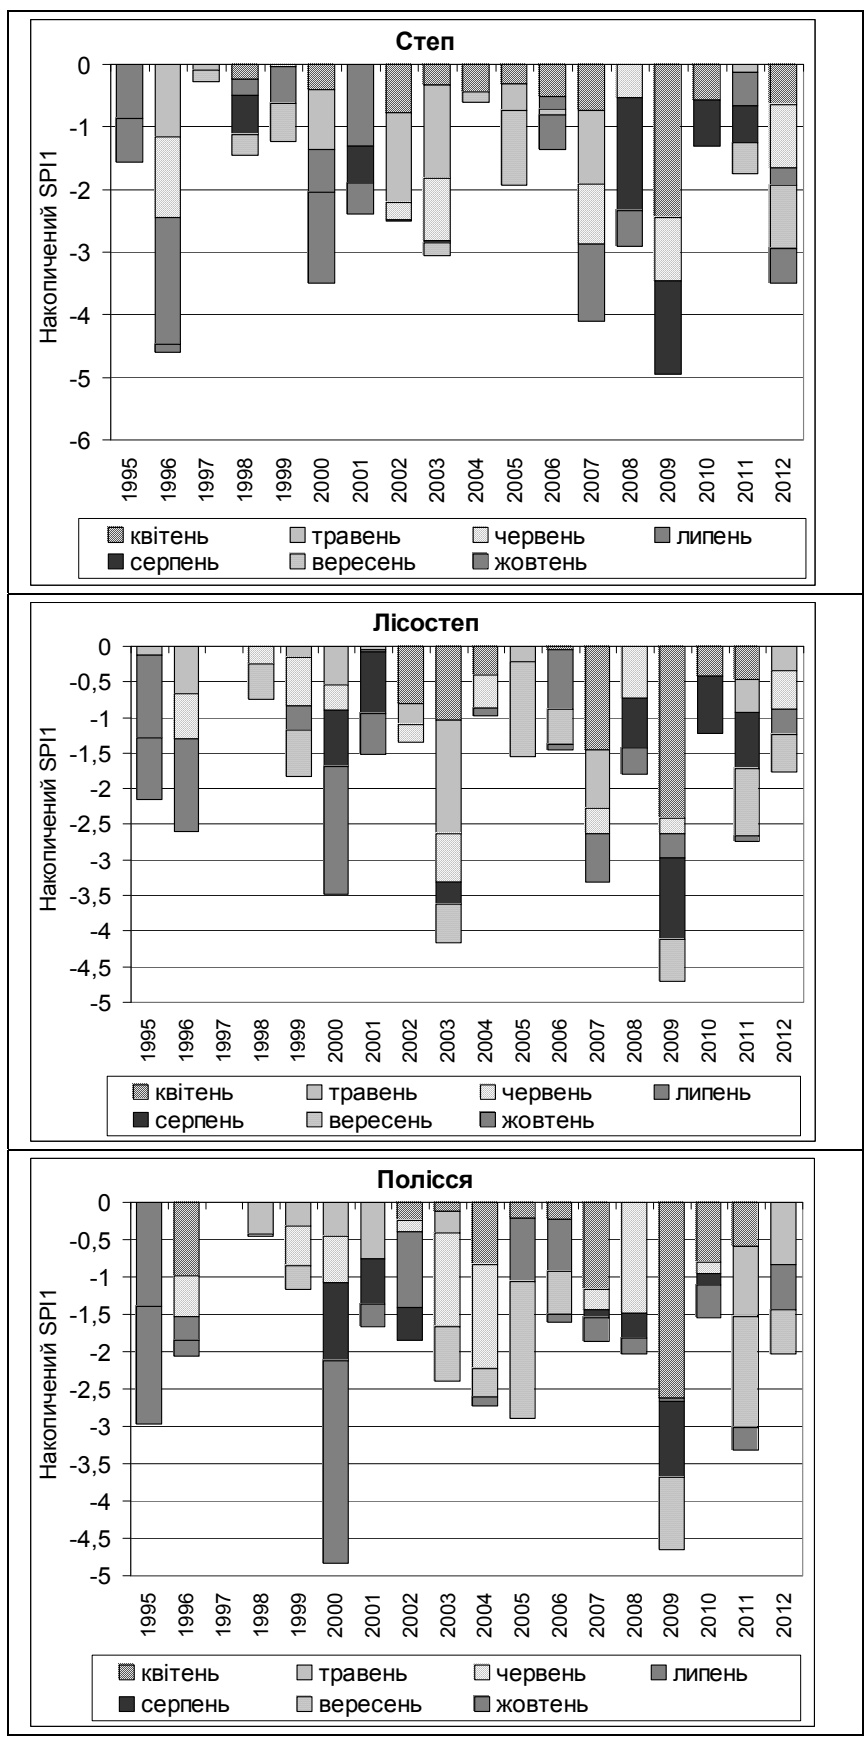 Степ
Накопичений SPI1
0
-1
-2
-3
-4
-5
-6
1995 1996 1997 1998 1999 2000 2001 2002 2003 2004 2005 2006 2007 2008 2009 2010 2011 2012
квітень травень червень липень
серпень вересень жовтень
Лісостеп
Накопичений SPI1
0
-0,5
-1
-1,5
-2
-2,5
-3
-3,5
-4
-4,5
-5
1995 1996 1997 1998 1999 2000 2001 2002 2003 2004 2005 2006 2007 2008 2009 2010 2011 2012
квітень травень червень липень
серпень вересень жовтень
Полісся
Накопичений SPI1
0
-0,5
-1
-1,5
-2
-2,5
-3
-3,5
-4
-4,5
-5
1995 1996 1997 1998 1999 2000 2001 2002 2003 2004 2005 2006 2007 2008 2009 2010 2011 2012
квітень травень червень липень
серпень вересень жовтень